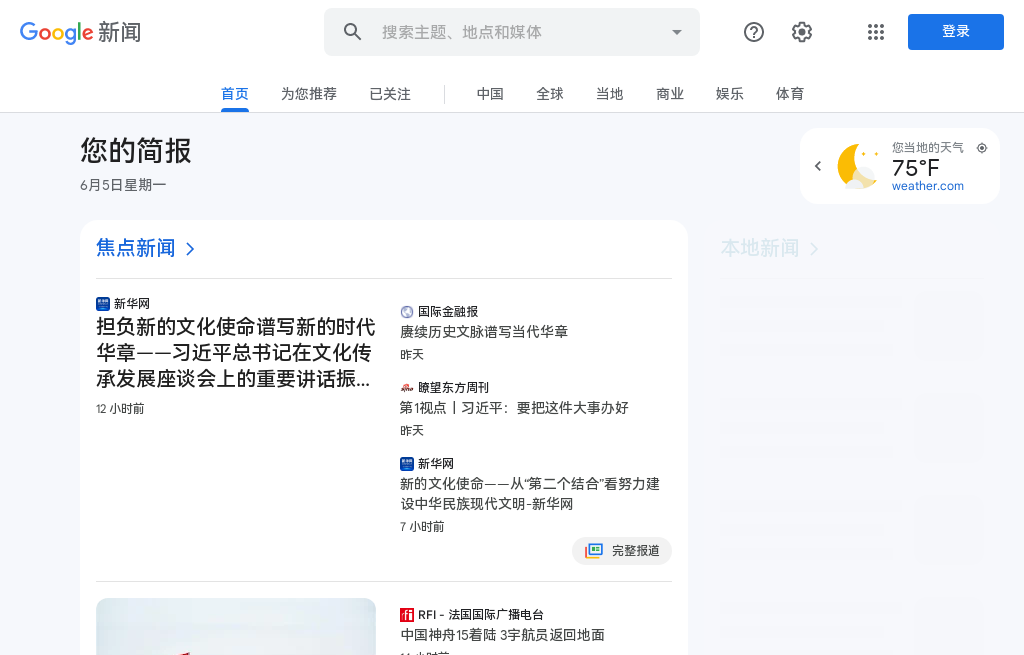 Google 新闻
搜索主题、地点和媒体
登录
首页
为您推荐
已关注
中国
全球
当地
商业
娱乐
体育
您的简报
6月5日星期一
您当地的天气
75°F
weather.com
焦点新闻
新华网
担负新的文化使命谱写新的时代
华章——习近平总书记在文化传
承发展座谈会上的重要讲话振...
12 小时前
国际金融报
赓续历史文脉谱写当代华章
昨天
瞭望东方周刊
第1视点丨习近平：要把这件大事办好
昨天
新华网
新的文化使命——从“第二个结合”看努力建
设中华民族现代文明-新华网
7 小时前
完整报道
RFI - 法国国际广播电台
中国神舟15着陆 3宇航员返回地面
本地新闻